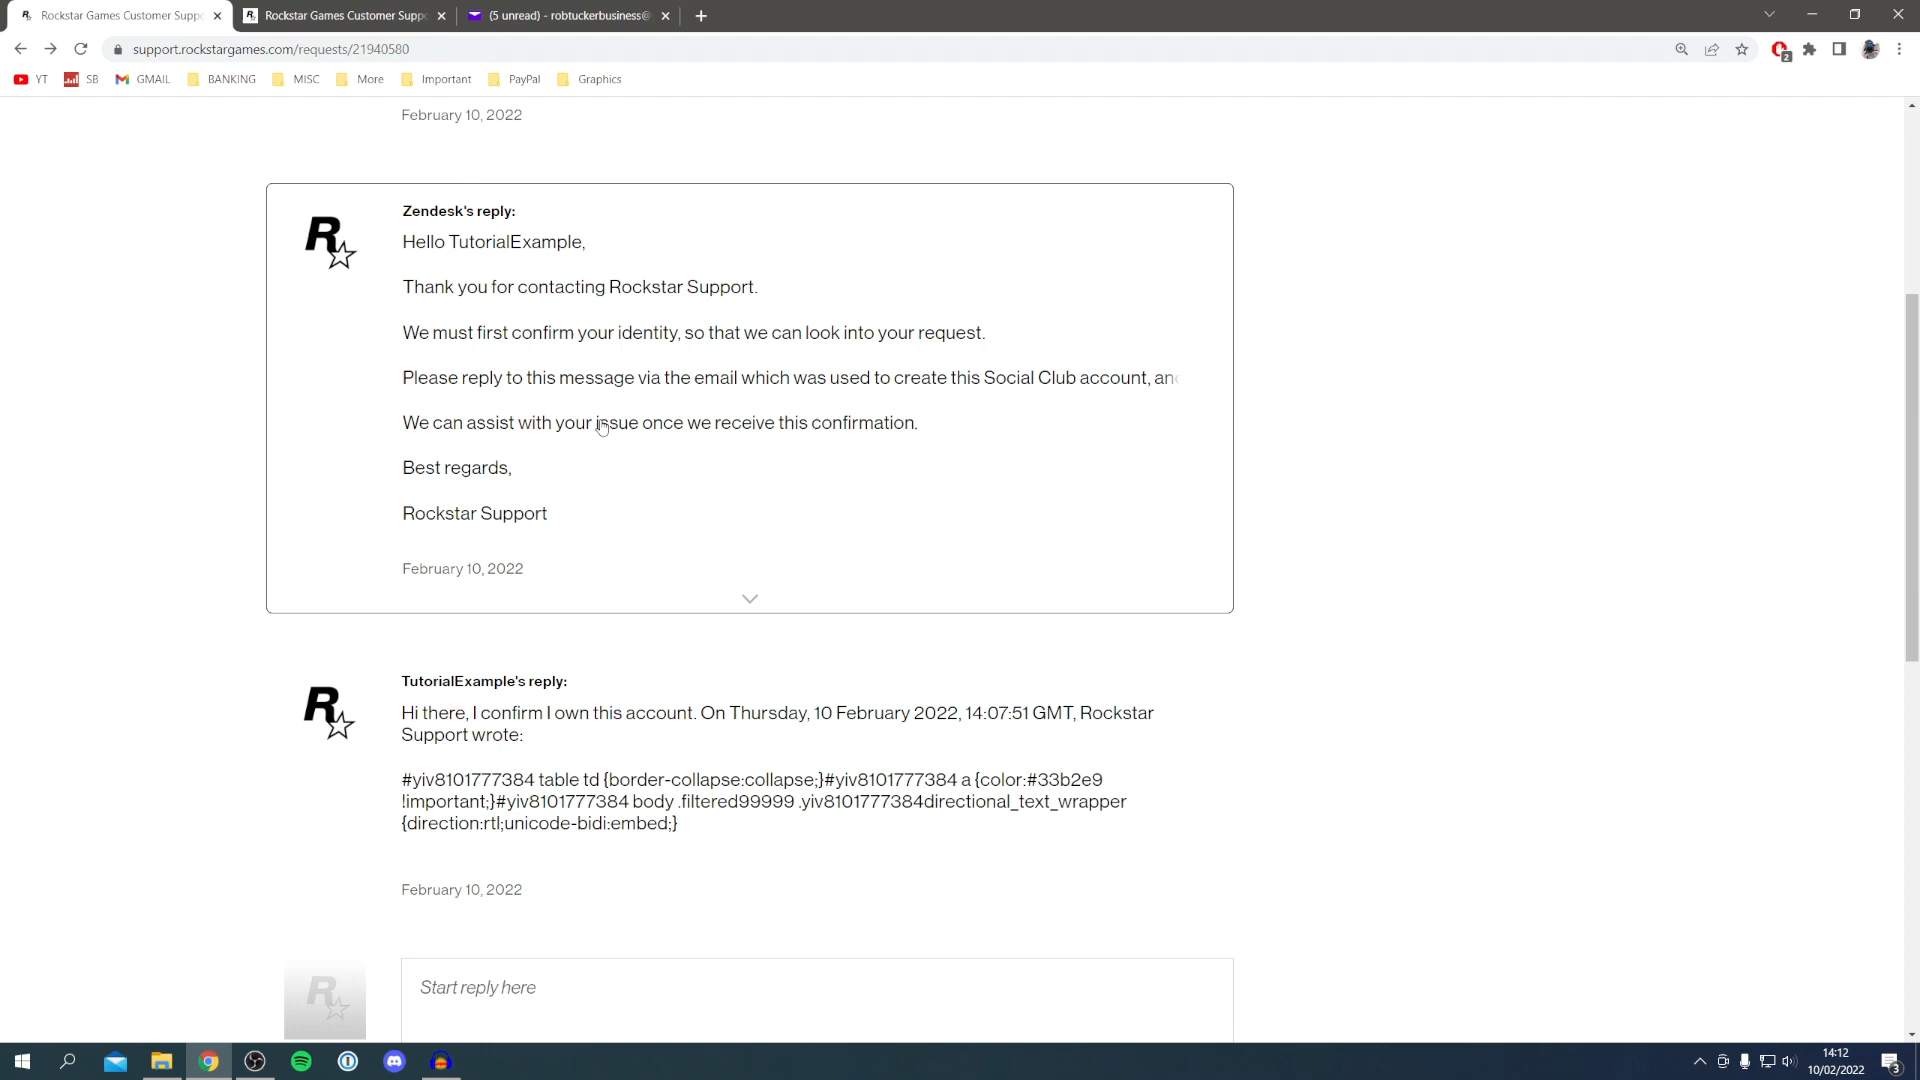 Rockstar Games Customer Suppo
Rockstar Games Customer Suppo
(5 unread) - robtuckerbusiness@
support.rockstargames.com/requests/21940580
2
YT
SB
GMAIL
BANKING
MISC
More
Important
PayPal
Graphics
February 10, 2022
Zendesk's reply:
Hello TutorialExample,
Thank you for contacting Rockstar Support.
We must first confirm your identity, so that we can look into your request.
Please reply to this message via the email which was used to create this Social Club account, and
We can assist with your issue once we receive this confirmation.
Best regards,
Rockstar Support
February 10, 2022
TutorialExample's reply:
Hi there, I confirm I own this account. On Thursday, 10 February 2022, 14:07:51 GMT, Rockstar
Support wrote:
#yiv8101777384 table td {border-collapse:collapse;}#yiv8101777384 a {color:#33b2e9
!important;}#yiv8101777384 body .filtered99999 .yiv8101777384directional_text_wrapper
{direction:rtl;unicode-bidi:embed;}
February 10, 2022
Start reply here
14:12
10/02/2022
3